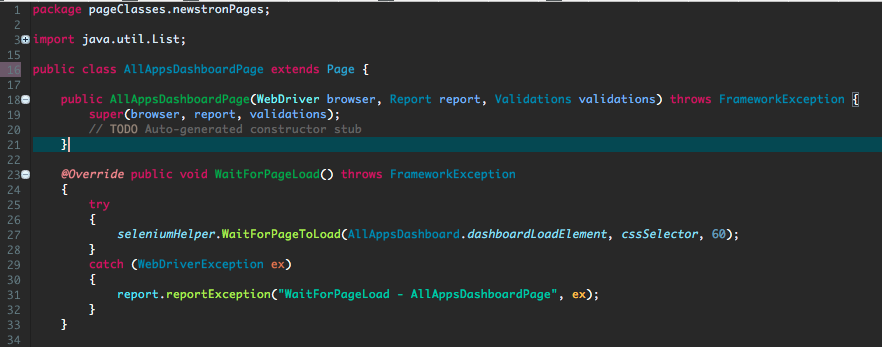 1 package pageClasses.newstronPages;
2
3 import java.util.List;
15
16 public class AllAppsDashboardPage extends Page {
17
18 public AllAppsDashboardPage(WebDriver browser, Report report, Validations validations) throws FrameworkException {
19 super(browser, report, validations);
20 // TODO Auto-generated constructor stub
21 }
22
23 @Override public void WaitForPageLoad() throws FrameworkException
24 {
25 try
26 {
27 seleniumHelper.WaitForPageToLoad(AllAppsDashboard.dashboardLoadElement, cssSelector, 60);
28 }
29 catch (WebDriverException ex)
30 {
31 report.reportException("WaitForPageLoad - AllAppsDashboardPage", ex);
32 }
33 }
34